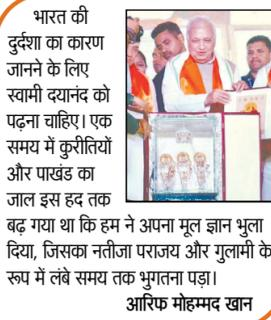 भारत की
दुर्दशा का कारण
जानने के लिए
स्वामी दयानंद को
पढ़ना चाहिए। एक
समय में कुरीतियों
और पाखंड का
जाल इस हद तक
बढ़ गया था कि हम ने अपना मूल ज्ञान भुला
दिया, जिसका नतीजा पराजय और गुलामी के
रूप में लंबे समय तक भुगतना पड़ा।
आरिफ मोहम्मद खान